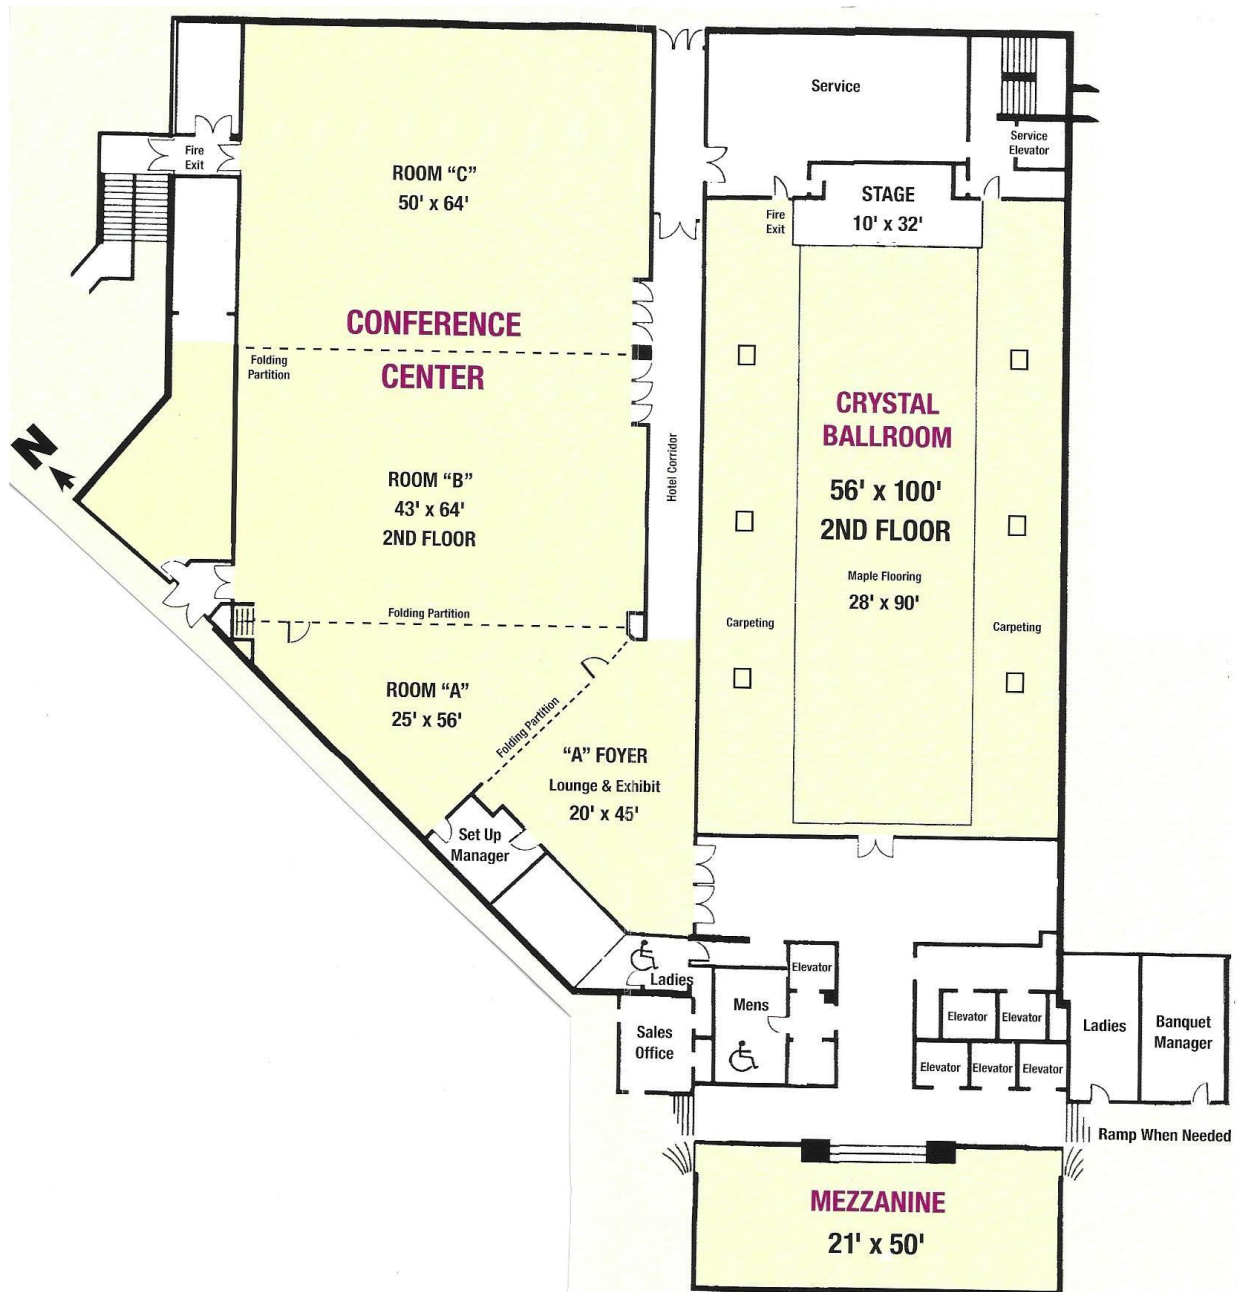 Service
Service
Elevator
Fire
Exit
ROOM “C”
50' x 64'
STAGE
10' x 32'
Fire
Exit
CONFERENCE
CENTER
Folding
Partition
CRYSTAL
BALLROOM
56' x 100'
2ND FLOOR
Maple Flooring
28' x 90'
Carpeting
Carpeting
N
Hotel Corridor
ROOM “B”
43' x 64'
2ND FLOOR
Folding Partition
ROOM “A”
25' x 56'
Folding Partition
“A” FOYER
Lounge & Exhibit
20' x 45'
Set Up
Manager
Ladies
Elevator
Mens
Sales
Office
Elevator
Elevator
Elevator
Elevator
Elevator
Ladies
Banquet
Manager
Ramp When Needed
MEZZANINE
21' x 50'